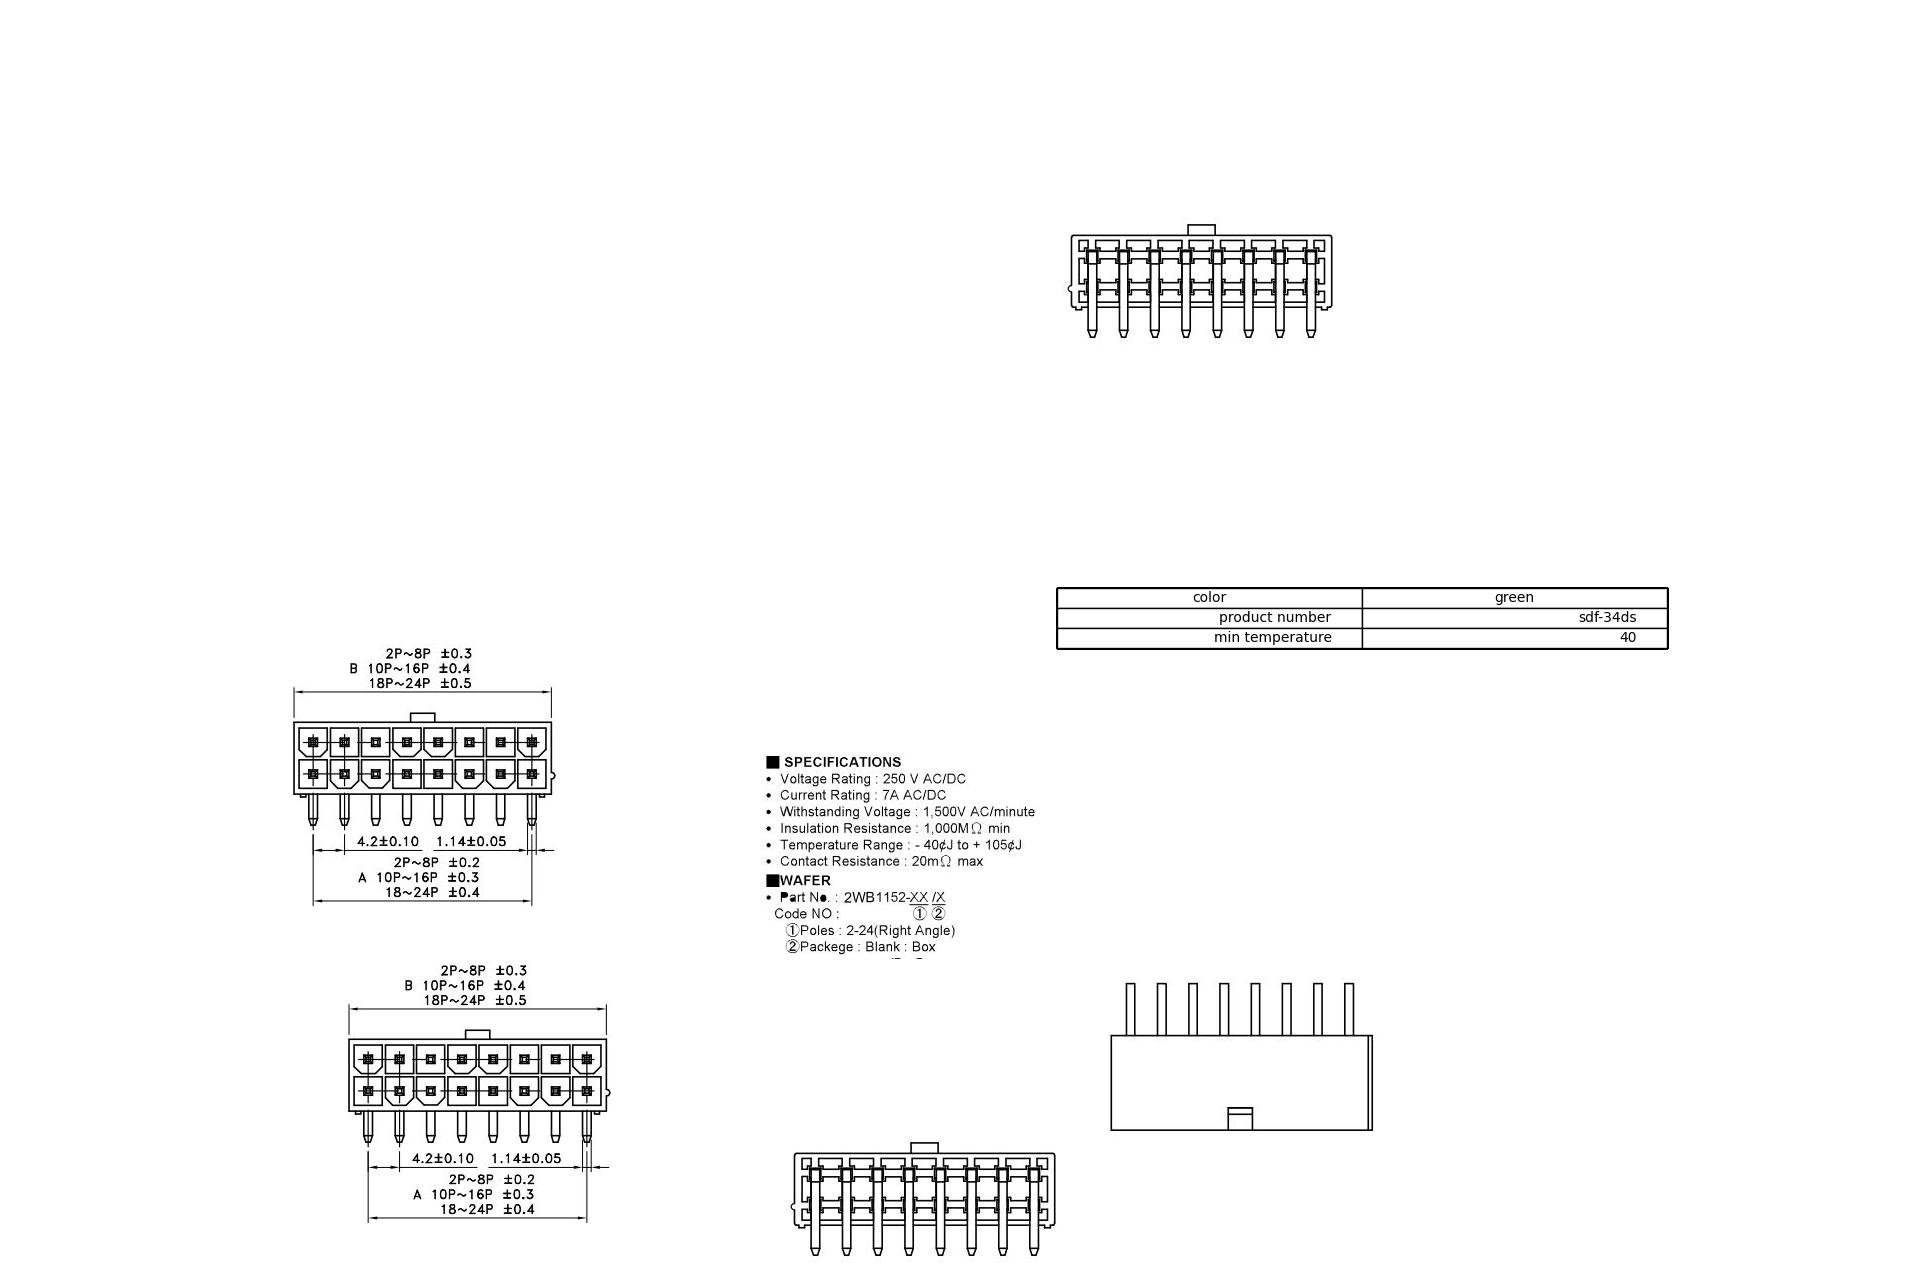 color green
product number sdf-34ds
min temperature 40
2P~8P ±0.3
B 10P~16P ±0.4
18P~24P ±0.5
4.2±0.10 1.14±0.05
2P~8P ±0.2
A 10P~16P ±0.3
18~24P ±0.4
■ SPECIFICATIONS
• Voltage Rating : 250 V AC/DC
• Current Rating : 7A AC/DC
• Withstanding Voltage : 1,500V AC/minute
• Insulation Resistance : 1,000MΩ min
• Temperature Range : - 40¢J to + 105¢J
• Contact Resistance : 20mΩ max
■WAFER
• Part No. : 2WB1152-XX /X
Code NO : ① ②
①Poles : 2-24(Right Angle)
②Packege : Blank : Box
2P~8P ±0.3
B 10P~16P ±0.4
18P~24P ±0.5
4.2±0.10 1.14±0.05
2P~8P ±0.2
A 10P~16P ±0.3
18~24P ±0.4